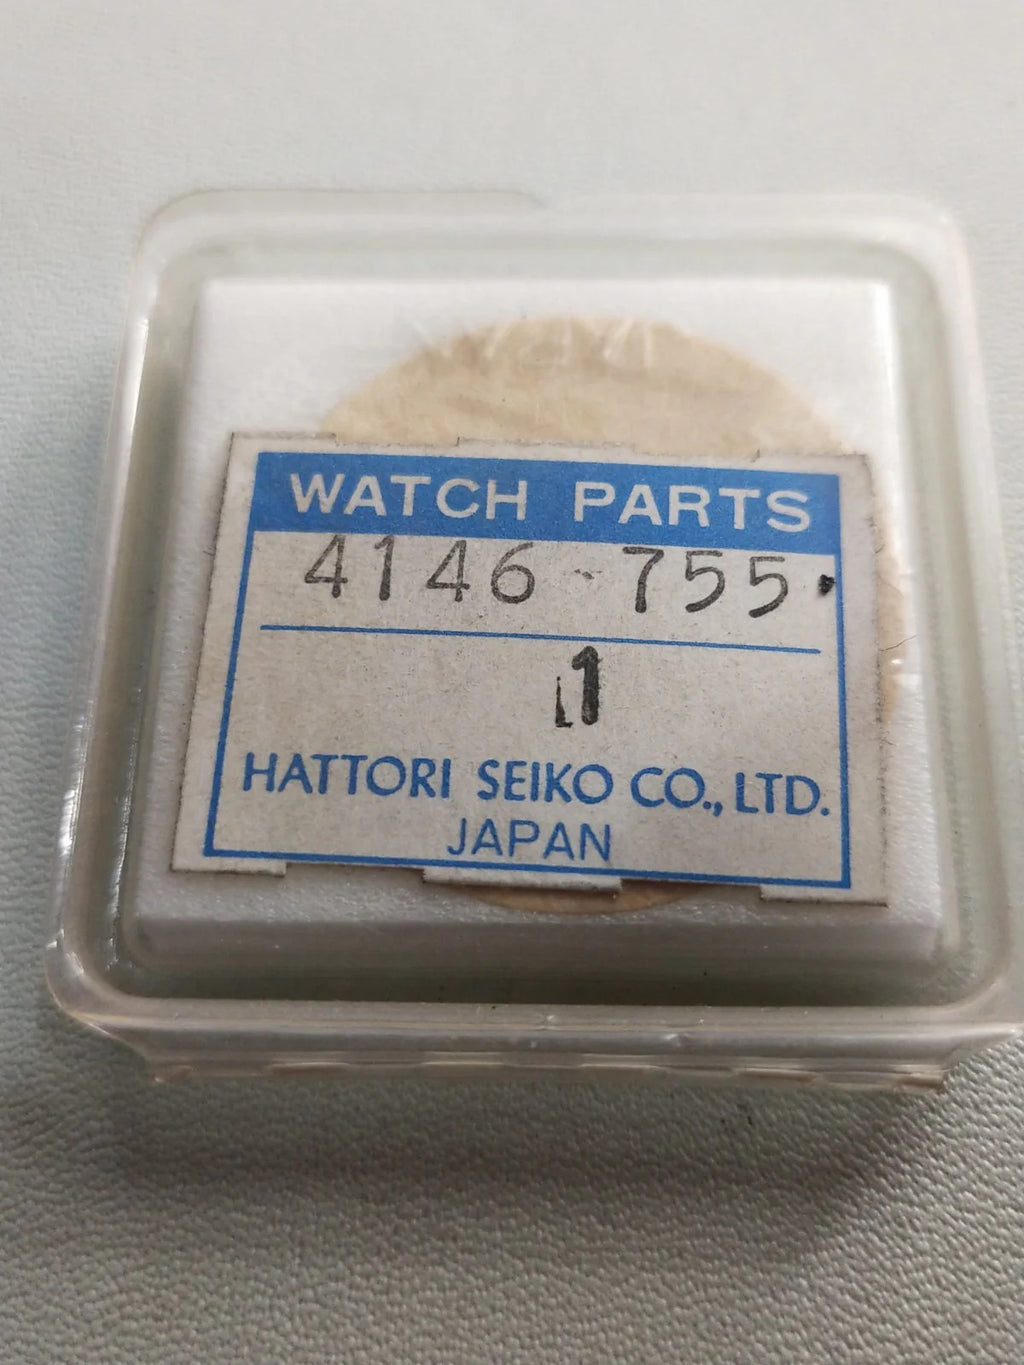 WATCH PARTS
4146-755
1
HATTORI SEIKO CO., LTD.
JAPAN